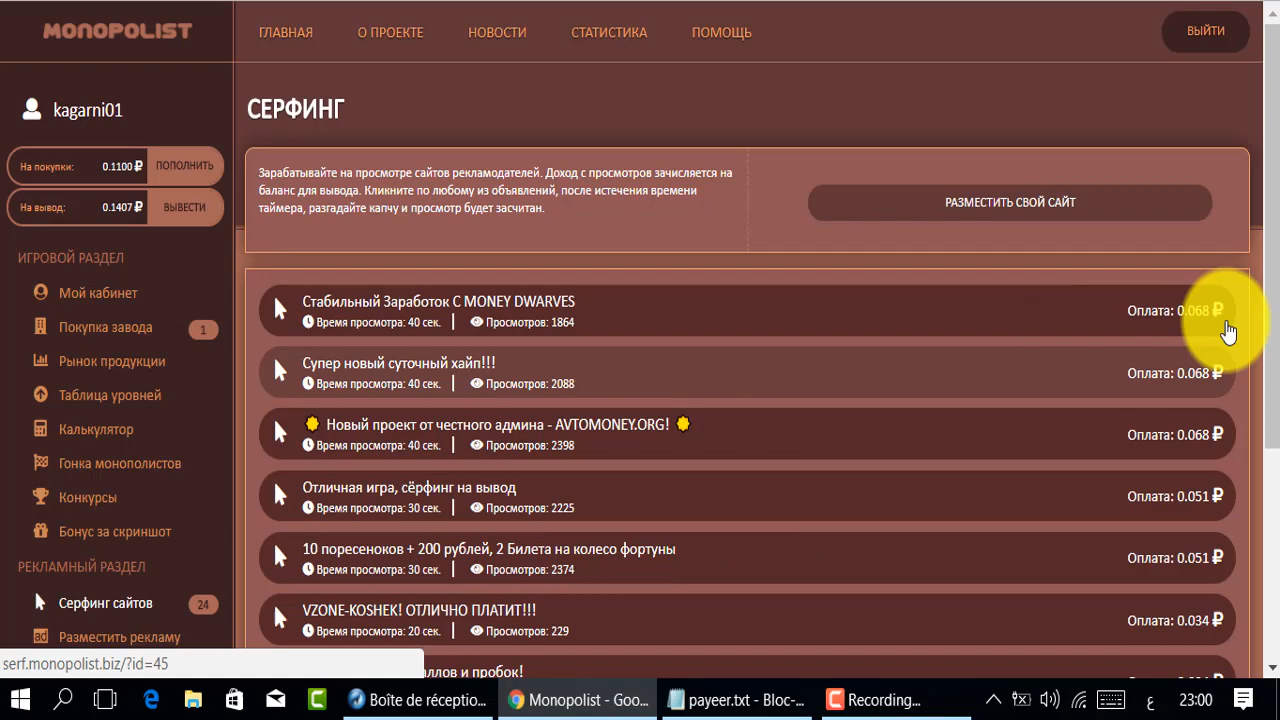 MONOPOLIST
ГЛАВНАЯ
О ПРОЕКТЕ
НОВОСТИ
СТАТИСТИКА
ПОМОЩЬ
ВЫЙТИ
kagarni01
На покупки: 0.1100 ₽ ПОПОЛНИТЬ
На вывод: 0.1407 ₽ ВЫВЕСТИ
ИГРОВОЙ РАЗДЕЛ
Мой кабинет
Покупка завода 1
Рынок продукции
Таблица уровней
Калькулятор
Гонка монополистов
Конкурсы
Бонус за скриншот
РЕКЛАМНЫЙ РАЗДЕЛ
Серфинг сайтов 24
ad Разместить рекламу
СЕРФИНГ
Зарабатывайте на просмотре сайтов рекламодателей. Доход с просмотров зачисляется на
баланс для вывода. Кликните по любому из объявлений, после истечения времени
таймера, разгадайте капчу и просмотр будет засчитан.
РАЗМЕСТИТЬ СВОЙ САЙТ
Стабильный Заработок С MONEY DWARVES
Время просмотра: 40 сек. | Просмотров: 1864
Оплата: 0.068 ₽
Супер новый суточный хайп!!!
Время просмотра: 40 сек. | Просмотров: 2088
Оплата: 0.068 ₽
Новый проект от честного админа - AVTOMONEY.ORG!
Время просмотра: 40 сек. | Просмотров: 2398
Оплата: 0.068 ₽
Отличная игра, сёрфинг на вывод
Время просмотра: 30 сек. | Просмотров: 2225
Оплата: 0.051 ₽
10 поресеноков + 200 рублей, 2 Билета на колесо фортуны
Время просмотра: 30 сек. | Просмотров: 2374
Оплата: 0.051 ₽
VZONE-KOSHEK! ОТЛИЧНО ПЛАТИТ!!!
Время просмотра: 20 сек. | Просмотров: 229
Оплата: 0.034 ₽
и пробок!
serf.monopolist.biz/?id=45
Boîte de réceptio...
Monopolist - Goo...
payeer.txt - Bloc-...
Recording...
ع
23:00